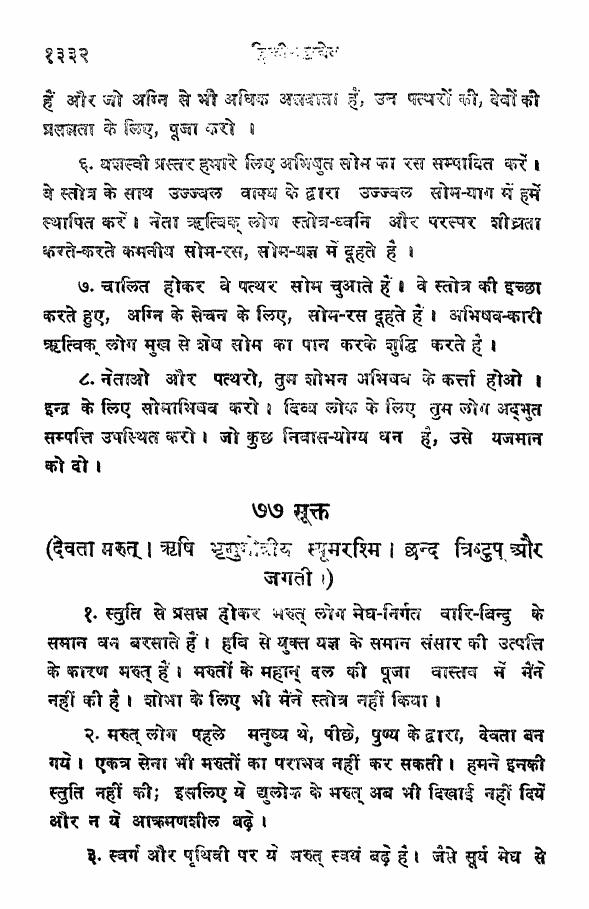 १३३२ हिन्दी-ऋग्वेद
हैं और जो अग्नि से भी अधिक अन्नदाता हैं, उन पत्थरों की, देवों की
प्रसन्नता के लिए, पूजा करो ।
६. यशस्वी प्रस्तर हमारे लिए अभिषुत सोम का रस सम्पादित करें।
वे स्तोत्र के साथ उज्ज्वल वाक्य के द्वारा उज्ज्वल सोम-याग में हमें
स्थापित करें। नेता ऋत्विक् लोग स्तोत्र-ध्वनि और परस्पर शीघ्रता
करते-करते कमनीय सोम-रस, सोम-यज्ञ में दूहते हैं ।
७. चालित होकर वे पत्थर सोम चुआते हैं। वे स्तोत्र की इच्छा
करते हुए, अग्नि के सेचन के लिए, सोम-रस दूहते हैं। अभिषव-कारी
ऋत्विक् लोग मुख से शेष सोम का पान करके शुद्धि करते हैं ।
८. नेताओ और पत्थरो, तुम शोभन अभिषव के कर्त्ता होओ ।
इन्द्र के लिए सोमाभिषव करो। दिव्य लोक के लिए तुम लोग अद्भुत
सम्पत्ति उपस्थित करो। जो कुछ निवास-योग्य धन है, उसे यजमान
को दो।
७७ सूक्त
(देवता मरुत्। ऋषि भृगुगोत्रीय स्यूमरश्मि। छन्द त्रिष्टुप् और
जगती ।)
१. स्तुति से प्रसन्न होकर मरुत् लोग मेघ-निर्गत वारि-बिन्दु के
समान धन बरसाते हैं। हवि से युक्त यज्ञ के समान संसार की उत्पत्ति
के कारण मरुत् हैं। मरुतों के महान् दल की पूजा वास्तव में मैंने
नहीं की है। शोभा के लिए भी मैंने स्तोत्र नहीं किया।
२. मरुत् लोग पहले मनुष्य थे, पीछे, पुण्य के द्वारा, देवता बन
गये। एकत्र सेना भी मरुतों का पराभव नहीं कर सकती। हमने इनकी
स्तुति नहीं की; इसलिए ये द्युलोक के मरुत् अब भी दिखाई नहीं दिये
और न ये आक्रमणशील बढ़े।
३. स्वर्ग और पृथिवी पर ये मरुत् स्वयं बढ़े हैं। जैसे सूर्य मेघ से